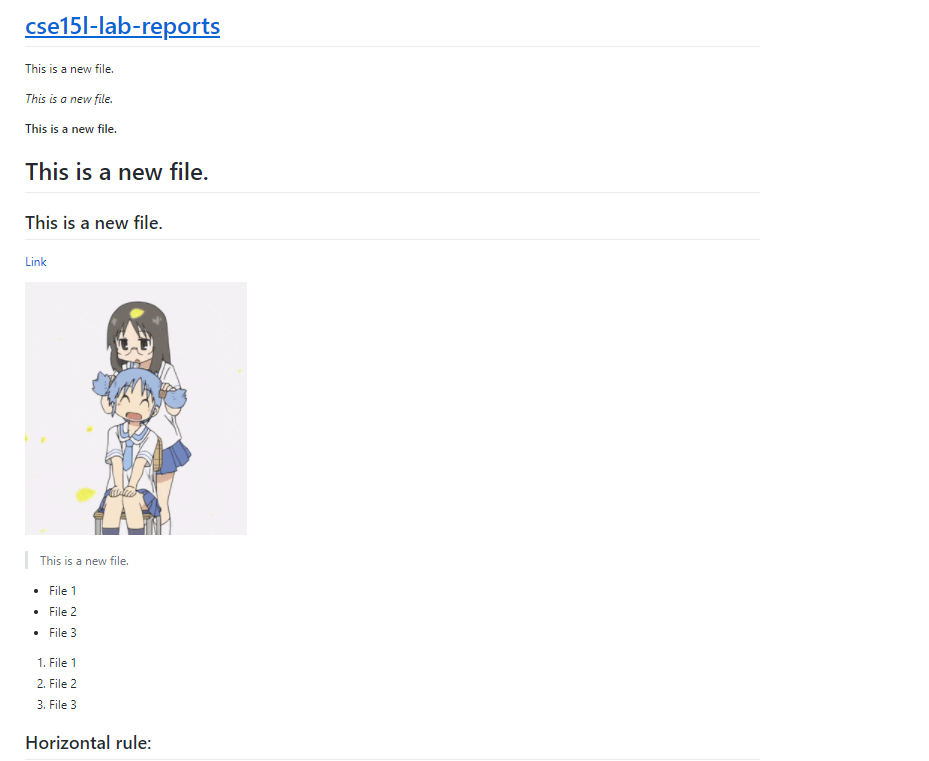 cse15l-lab-reports
This is a new file.
This is a new file.
This is a new file.
This is a new file.
This is a new file.
Link
This is a new file.
File 1
File 2
File 3
1. File 1
2. File 2
3. File 3
Horizontal rule: